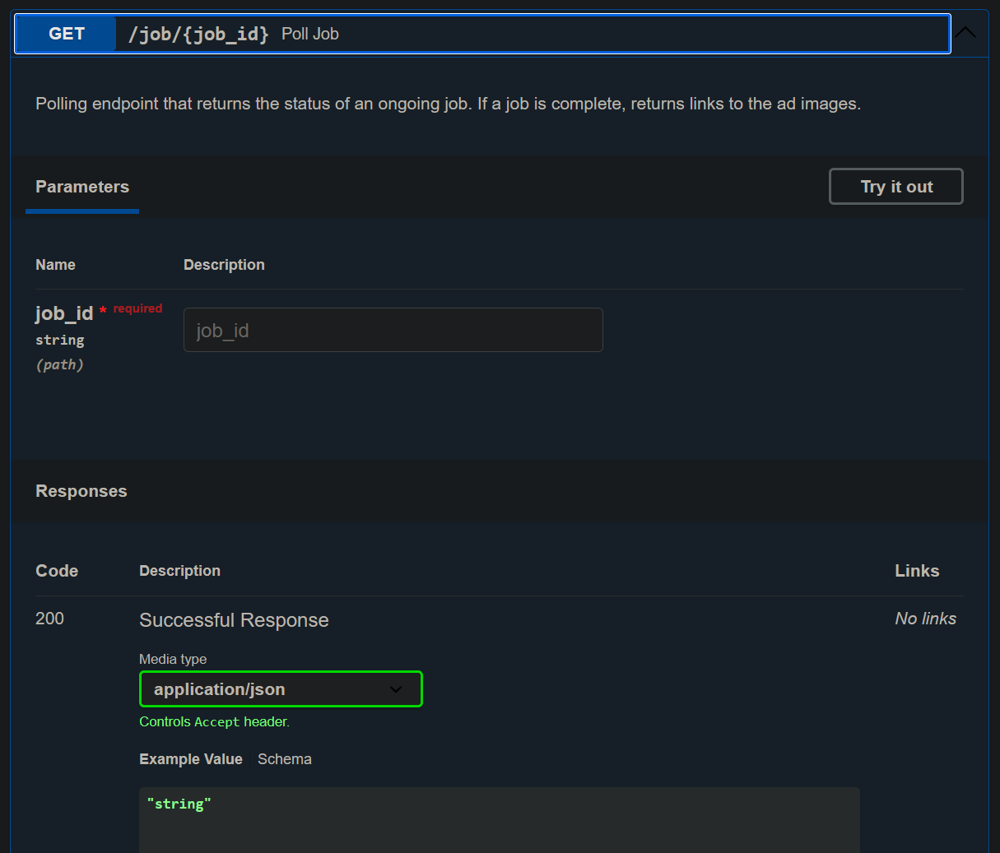 GET /job/{job_id} Poll Job
Polling endpoint that returns the status of an ongoing job. If a job is complete, returns links to the ad images.
Parameters
Try it out
Name Description
job_id * required
string
(path)
job_id
Responses
Code Description Links
200 Successful Response No links
Media type
application/json
Controls Accept header.
Example Value Schema
"string"